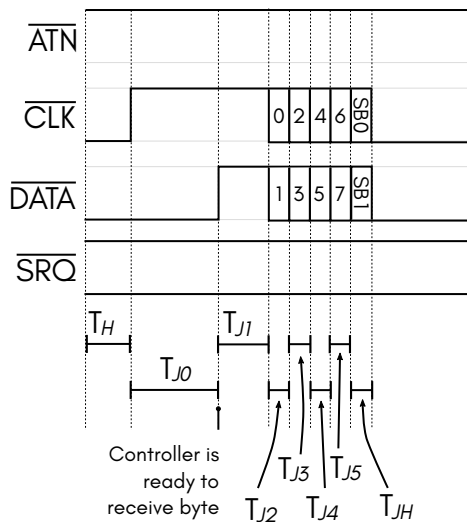 ATN
CLK
0 2 4 6 SB0
DATA
1 3 5 7 SB1
SRQ
TH
TJ1
TJ0
Controller is
ready to
receive byte
TJ3
TJ5
TJ2
TJ4
TJH